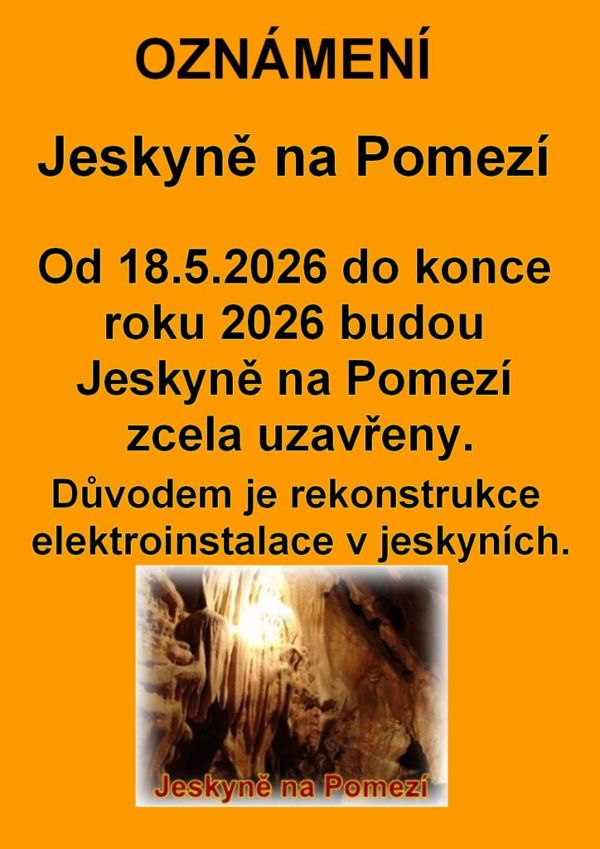 OZNÁMENÍ
Jeskyně na Pomezí
Od 18.5.2026 do konce
roku 2026 budou
Jeskyně na Pomezí
zcela uzavřeny.
Důvodem je rekonstrukce
elektroinstalace v jeskyních.
Jeskyně na Pomezí